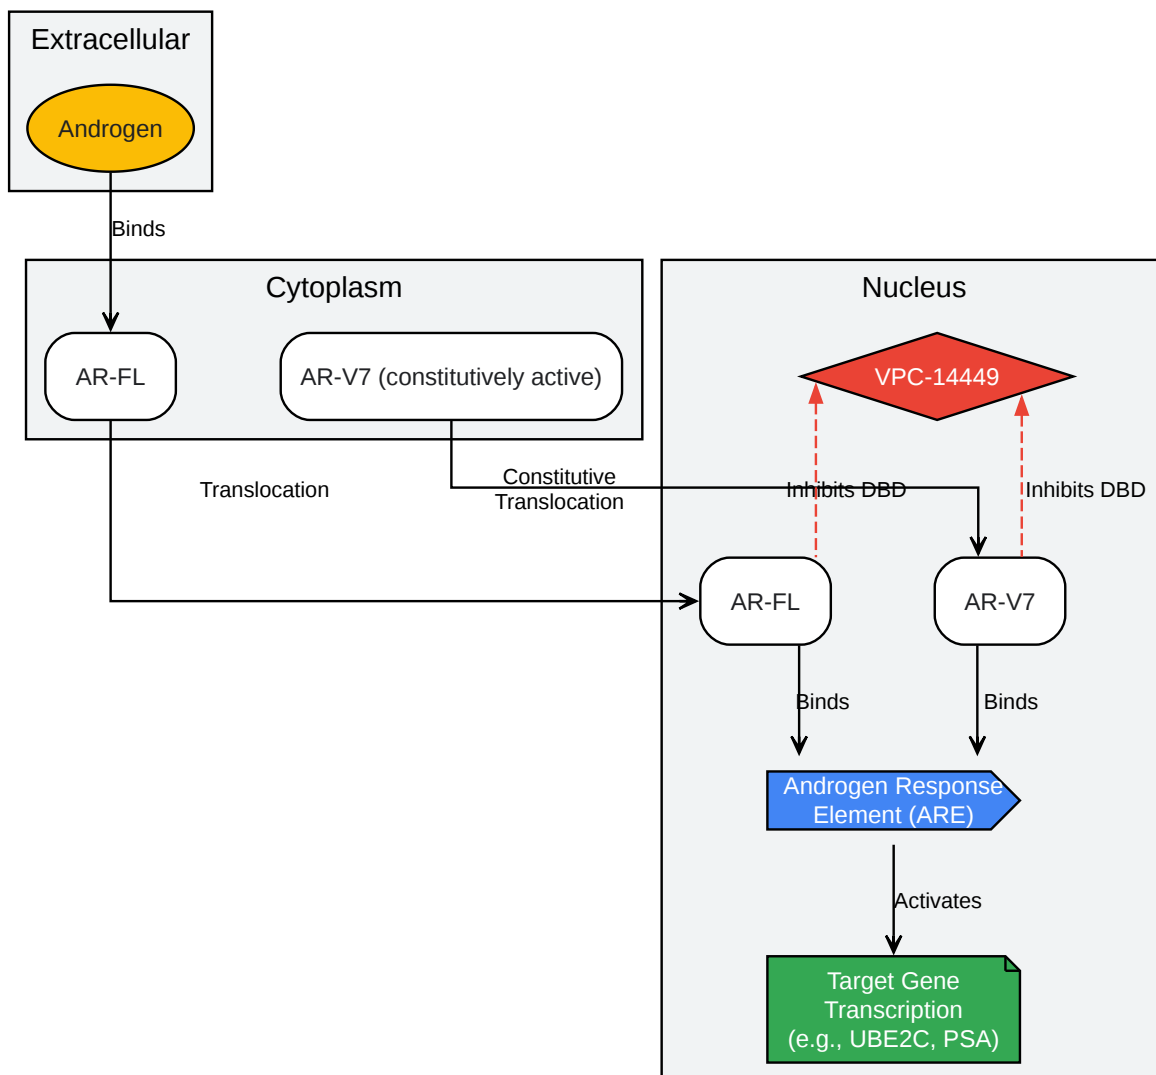 Extracellular
Androgen
Binds
Cytoplasm
Nucleus
AR-FL
AR-V7 (constitutively active)
VPC-14449
Translocation
Constitutive
Translocation
Inhibits DBD
Inhibits DBD
AR-FL
AR-V7
Binds
Binds
Androgen Response
Element (ARE)
Activates
Target Gene
Transcription
(e.g., UBE2C, PSA)